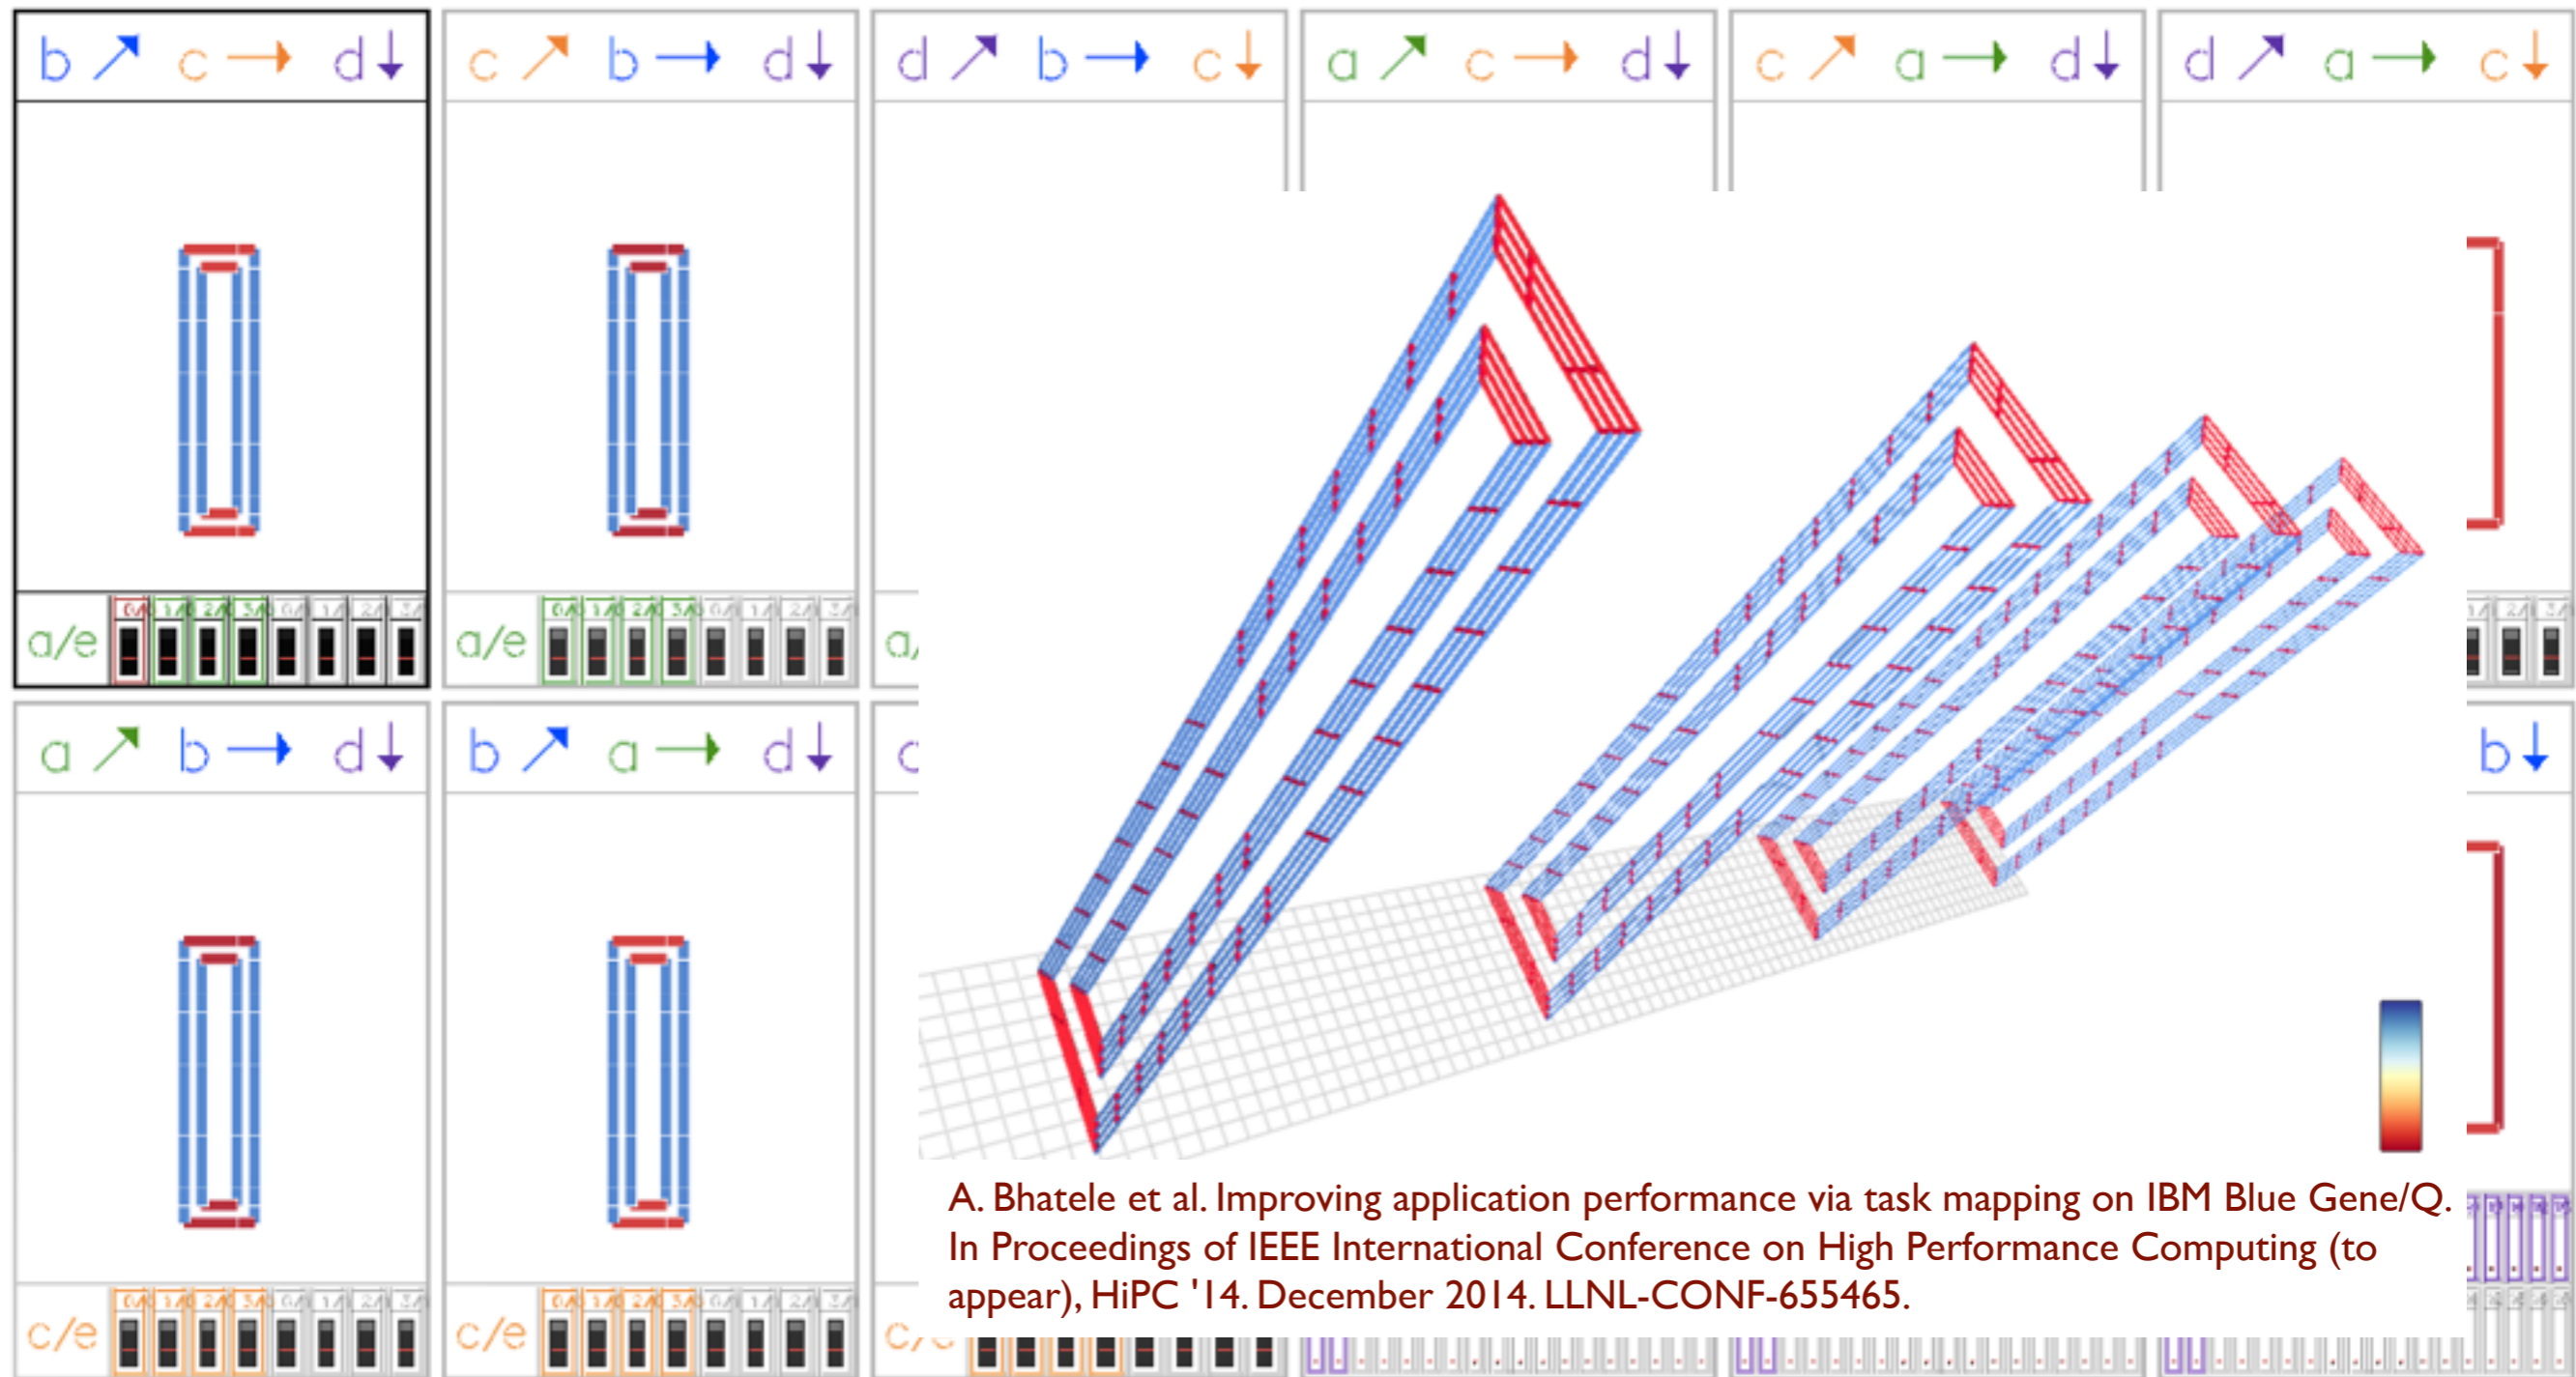 b ↗ c → d ↓
c ↗ b → d ↓
d ↗ b → c ↓
a ↗ c → d ↓
c ↗ a → d ↓
d ↗ a → c ↓
a/e
a/e
a/
a ↗ b → d ↓
b ↗ a → d ↓
b ↓
A. Bhatele et al. Improving application performance via task mapping on IBM Blue Gene/Q.
In Proceedings of IEEE International Conference on High Performance Computing (to
appear), HiPC '14. December 2014. LLNL-CONF-655465.
c/e
c/e